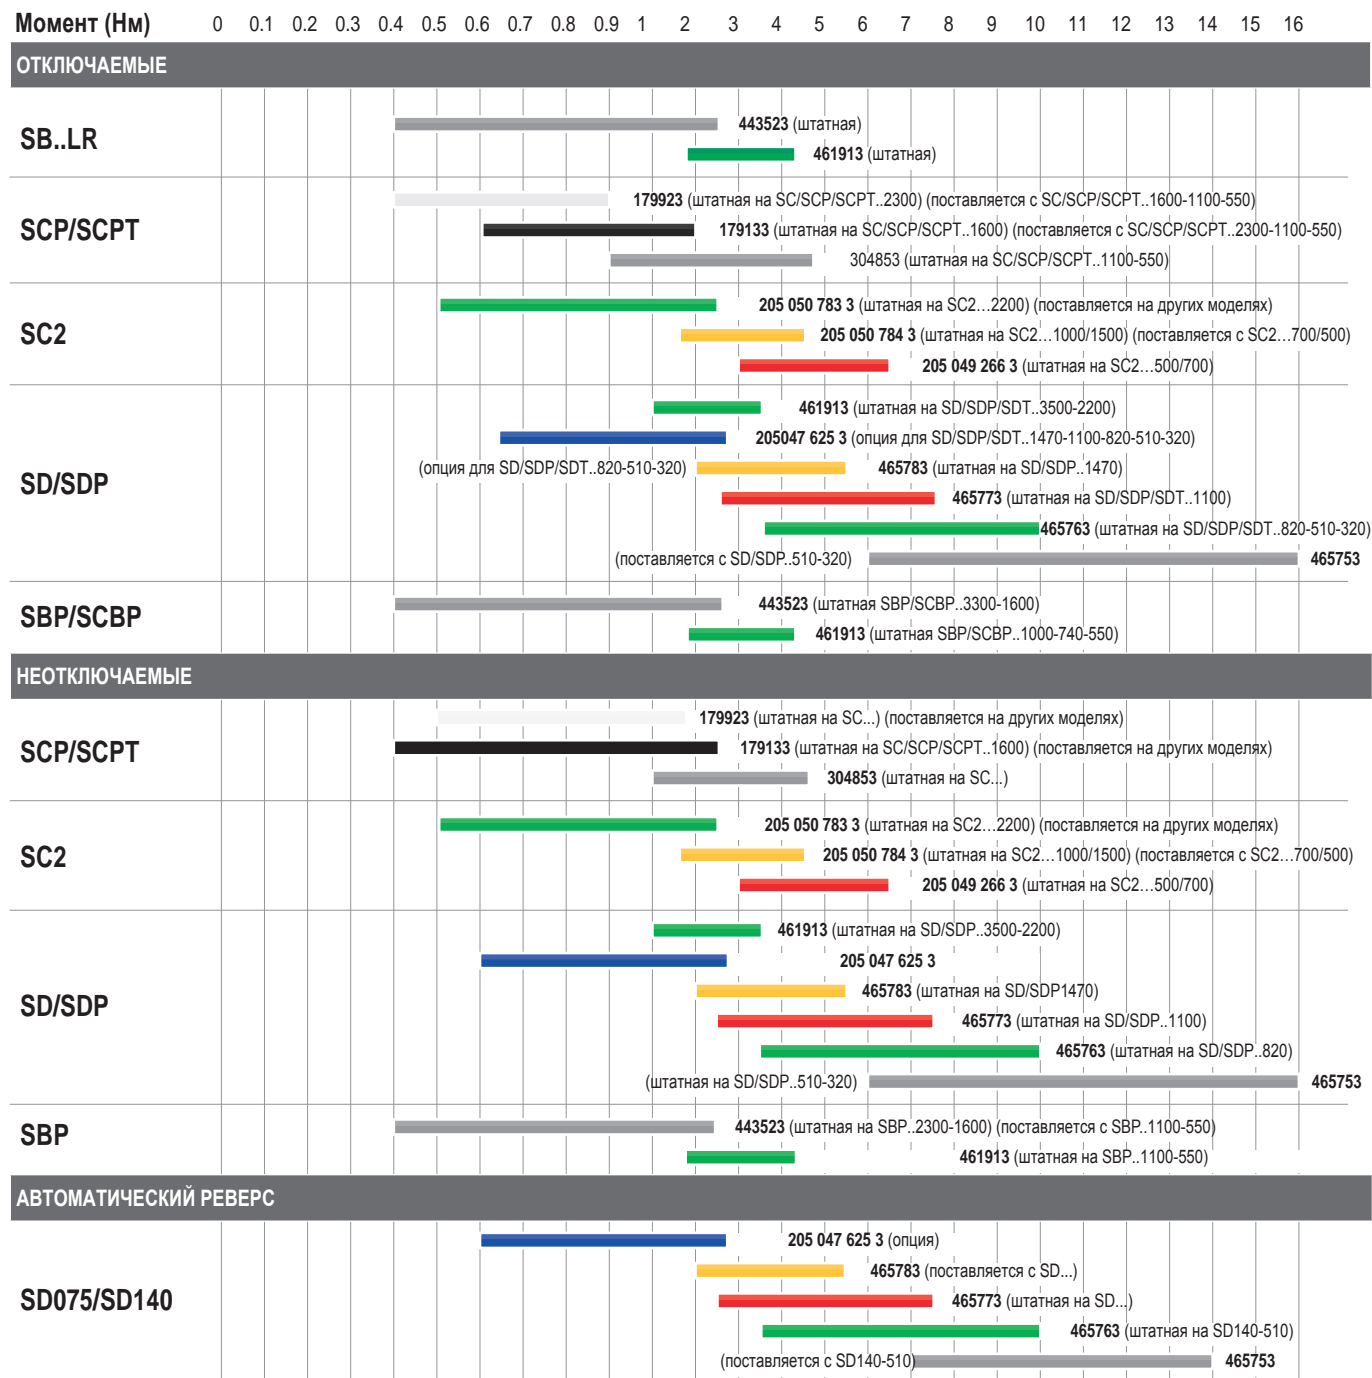 Момент (Нм) 0 0.1 0.2 0.3 0.4 0.5 0.6 0.7 0.8 0.9 1 2 3 4 5 6 7 8 9 10 11 12 13 14 15 16
ОТКЛЮЧАЕМЫЕ
SB..LR
443523 (штатная)
461913 (штатная)
SCP/SCPT
179923 (штатная на SC/SCP/SCPT..2300) (поставляется с SC/SCP/SCPT..1600-1100-550)
179133 (штатная на SC/SCP/SCPT..1600) (поставляется с SC/SCP/SCPT..2300-1100-550)
304853 (штатная на SC/SCP/SCPT..1100-550)
SC2
205 050 783 3 (штатная на SC2…2200) (поставляется на других моделях)
205 050 784 3 (штатная на SC2…1000/1500) (поставляется с SC2…700/500)
205 049 266 3 (штатная на SC2…500/700)
SD/SDP
461913 (штатная на SD/SDP/SDT..3500-2200)
205047 625 3 (опция для SD/SDP/SDT..1470-1100-820-510-320)
(опция для SD/SDP/SDT..820-510-320) 465783 (штатная на SD/SDP..1470)
465773 (штатная на SD/SDP/SDT..1100)
465763 (штатная на SD/SDP/SDT..820-510-320)
(поставляется с SD/SDP..510-320) 465753
SBP/SCBP
443523 (штатная SBP/SCBP..3300-1600)
461913 (штатная SBP/SCBP..1000-740-550)
НЕОТКЛЮЧАЕМЫЕ
SCP/SCPT
179923 (штатная на SC...) (поставляется на других моделях)
179133 (штатная на SC/SCP/SCPT..1600) (поставляется на других моделях)
304853 (штатная на SC...)
SC2
205 050 783 3 (штатная на SC2…2200) (поставляется на других моделях)
205 050 784 3 (штатная на SC2…1000/1500) (поставляется с SC2…700/500)
205 049 266 3 (штатная на SC2…500/700)
SD/SDP
461913 (штатная на SD/SDP..3500-2200)
205 047 625 3
465783 (штатная на SD/SDP1470)
465773 (штатная на SD/SDP..1100)
465763 (штатная на SD/SDP..820)
(штатная на SD/SDP..510-320) 465753
SBP
443523 (штатная на SBP..2300-1600) (поставляется с SBP..1100-550)
461913 (штатная на SBP..1100-550)
АВТОМАТИЧЕСКИЙ РЕВЕРС
SD075/SD140
205 047 625 3 (опция)
465783 (поставляется с SD...)
465773 (штатная на SD...)
465763 (штатная на SD140-510)
(поставляется с SD140-510) 465753